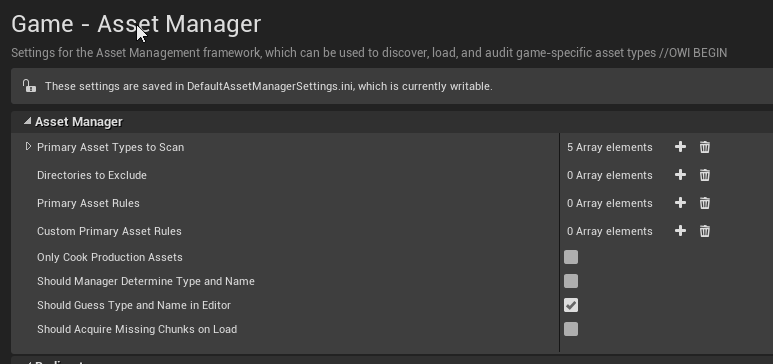 Game - Asset Manager
Settings for the Asset Management framework, which can be used to discover, load, and audit game-specific asset types //OWI BEGIN
These settings are saved in DefaultAssetManagerSettings.ini, which is currently writable.
Asset Manager
Primary Asset Types to Scan 5 Array elements
Directories to Exclude 0 Array elements
Primary Asset Rules 0 Array elements
Custom Primary Asset Rules 0 Array elements
Only Cook Production Assets
Should Manager Determine Type and Name
Should Guess Type and Name in Editor
Should Acquire Missing Chunks on Load